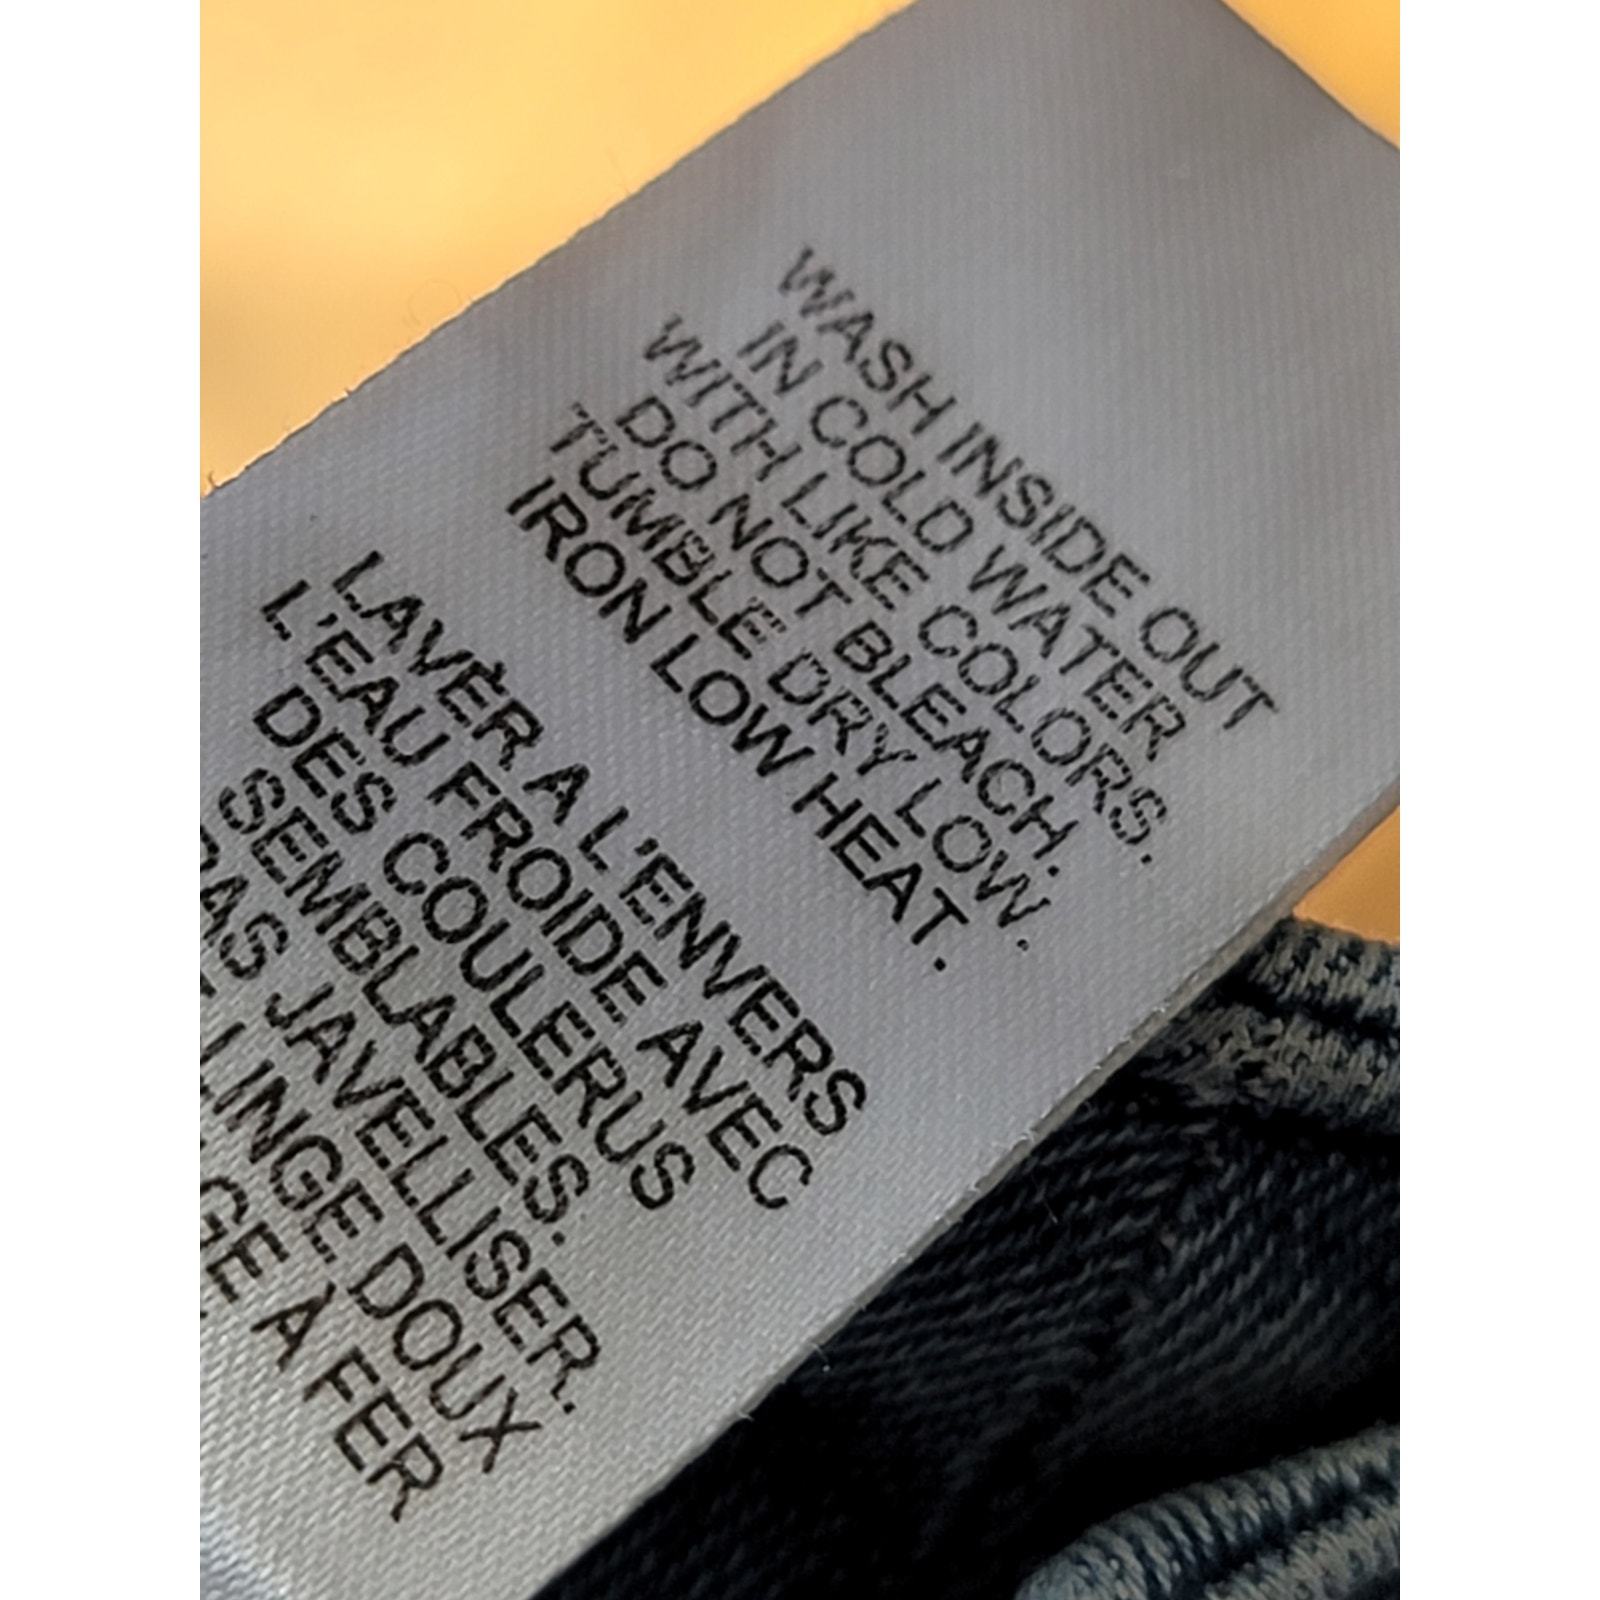 WASH INSIDE OUT
IN COLD WATER
WITH LIKE COLORS.
DO NOT BLEACH.
TUMBLE DRY LOW.
IRON LOW HEAT.
LAVÈR A L'ENVERS
L'EAU FROIDE AVEC
DES COULERUS
SEMBLABLES.
JAVELLISER.
LINGE DOUX
À FER